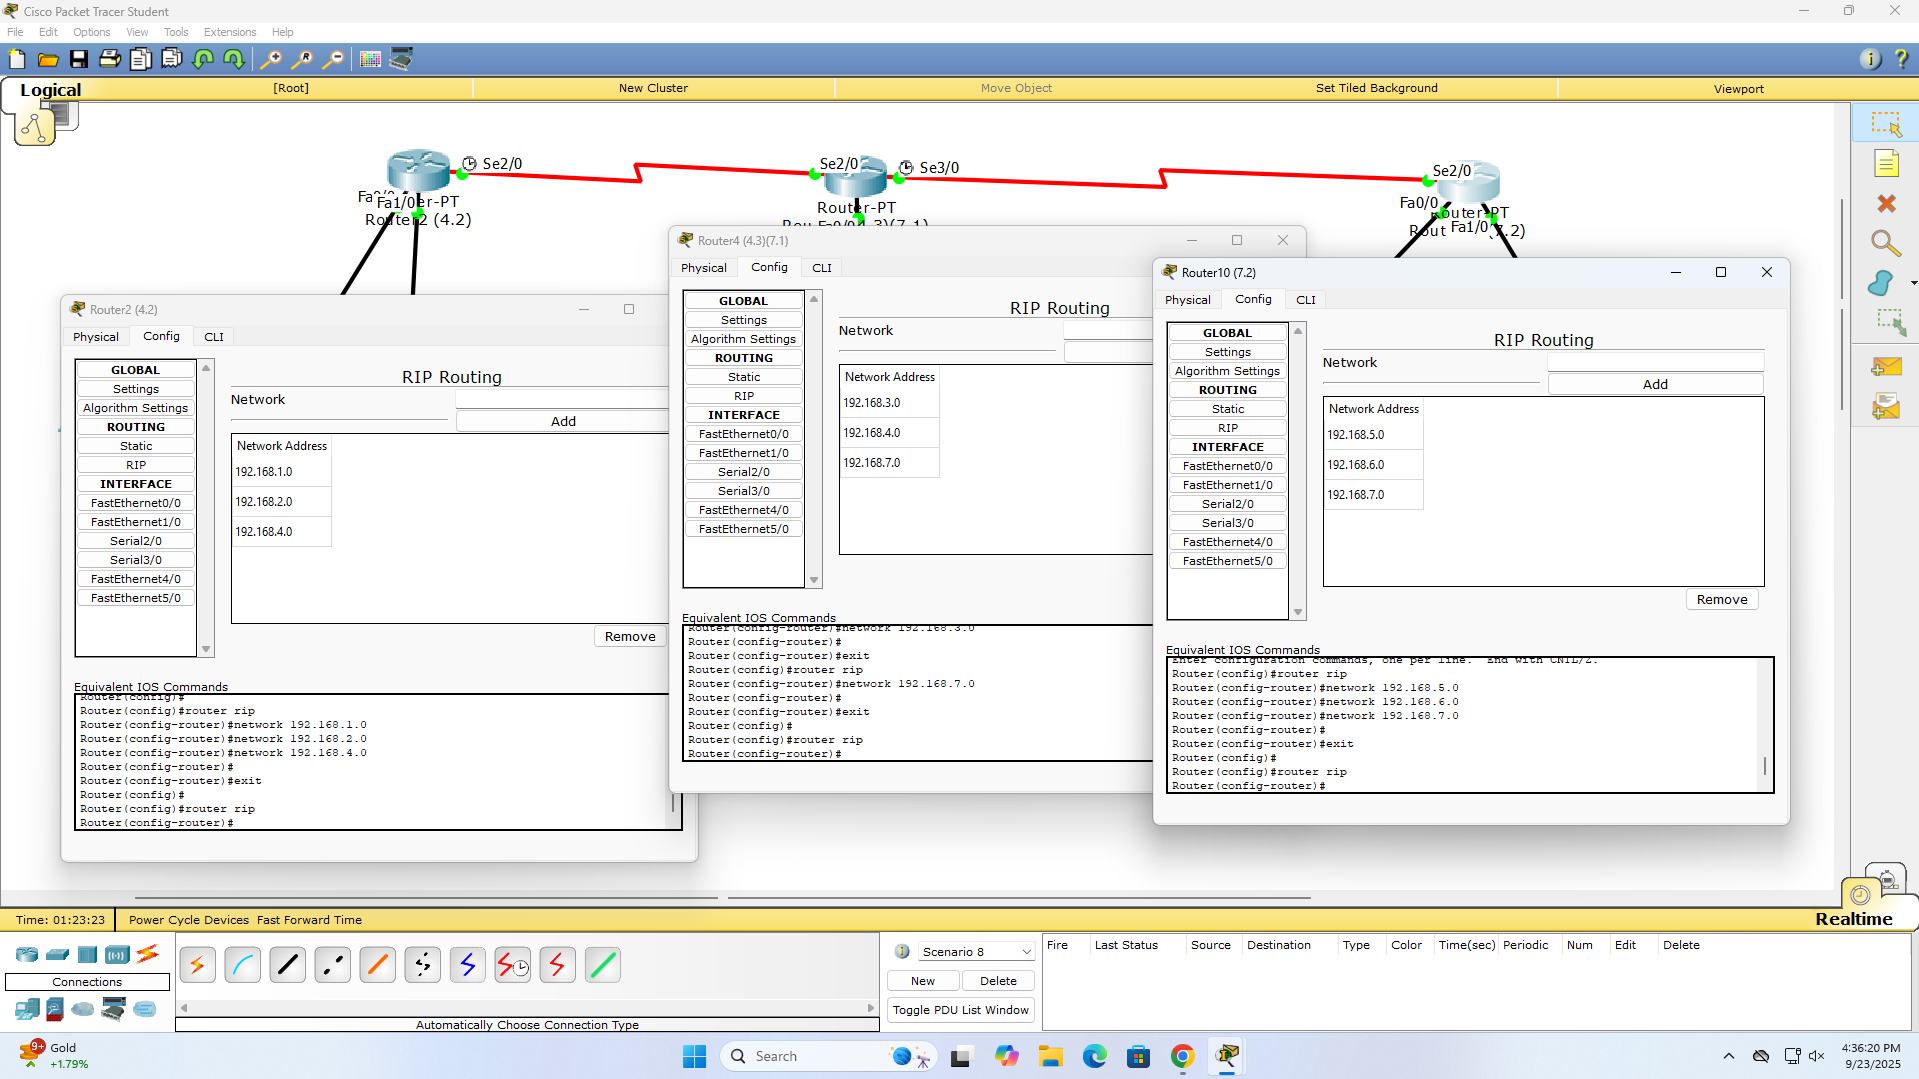 Cisco Packet Tracer Student
File Edit Options View Tools Extensions Help
Logical
[Root]
New Cluster
Move Object
Set Tiled Background
Viewport
Se2/0
Fa1/0
er-PT
Router2 (4.2)
Se2/0
Se3/0
Router-PT
Se2/0
Fa0/0
outer-PT
Fa1/0
Router2 (4.2)
Physical Config CLI
GLOBAL
Settings
Algorithm Settings
ROUTING
Static
RIP
INTERFACE
FastEthernet0/0
FastEthernet1/0
Serial2/0
Serial3/0
FastEthernet4/0
FastEthernet5/0
RIP Routing
Network
Add
Network Address
192.168.1.0
192.168.2.0
192.168.4.0
Remove
Equivalent IOS Commands
Router(config)#
Router(config)#router rip
Router(config-router)#network 192.168.1.0
Router(config-router)#network 192.168.2.0
Router(config-router)#network 192.168.4.0
Router(config-router)#
Router(config-router)#exit
Router(config)#
Router(config)#router rip
Router(config-router)#
Router4 (4.3)(7.1)
Physical Config CLI
GLOBAL
Settings
Algorithm Settings
ROUTING
Static
RIP
INTERFACE
FastEthernet0/0
FastEthernet1/0
Serial2/0
Serial3/0
FastEthernet4/0
FastEthernet5/0
RIP Routing
Network
Network Address
192.168.3.0
192.168.4.0
192.168.7.0
Equivalent IOS Commands
Router(config-router)#network 192.168.3.0
Router(config-router)#
Router(config-router)#exit
Router(config)#router rip
Router(config-router)#network 192.168.7.0
Router(config-router)#
Router(config-router)#exit
Router(config)#
Router(config)#router rip
Router(config-router)#
Router10 (7.2)
Physical Config CLI
GLOBAL
Settings
Algorithm Settings
ROUTING
Static
RIP
INTERFACE
FastEthernet0/0
FastEthernet1/0
Serial2/0
Serial3/0
FastEthernet4/0
FastEthernet5/0
RIP Routing
Network
Add
Network Address
192.168.5.0
192.168.6.0
192.168.7.0
Remove
Equivalent IOS Commands
Enter configuration commands, one per line. End with CNTL/Z.
Router(config)#router rip
Router(config-router)#network 192.168.5.0
Router(config-router)#network 192.168.6.0
Router(config-router)#network 192.168.7.0
Router(config-router)#
Router(config-router)#exit
Router(config)#
Router(config)#router rip
Router(config-router)#
Time: 01:23:23 Power Cycle Devices Fast Forward Time
Realtime
Connections
Automatically Choose Connection Type
Scenario 8
New Delete
Toggle PDU List Window
Fire Last Status Source Destination Type Color Time(sec) Periodic Num Edit Delete
9+
Gold
+1.79%
Search
4:36:20 PM
9/23/2025